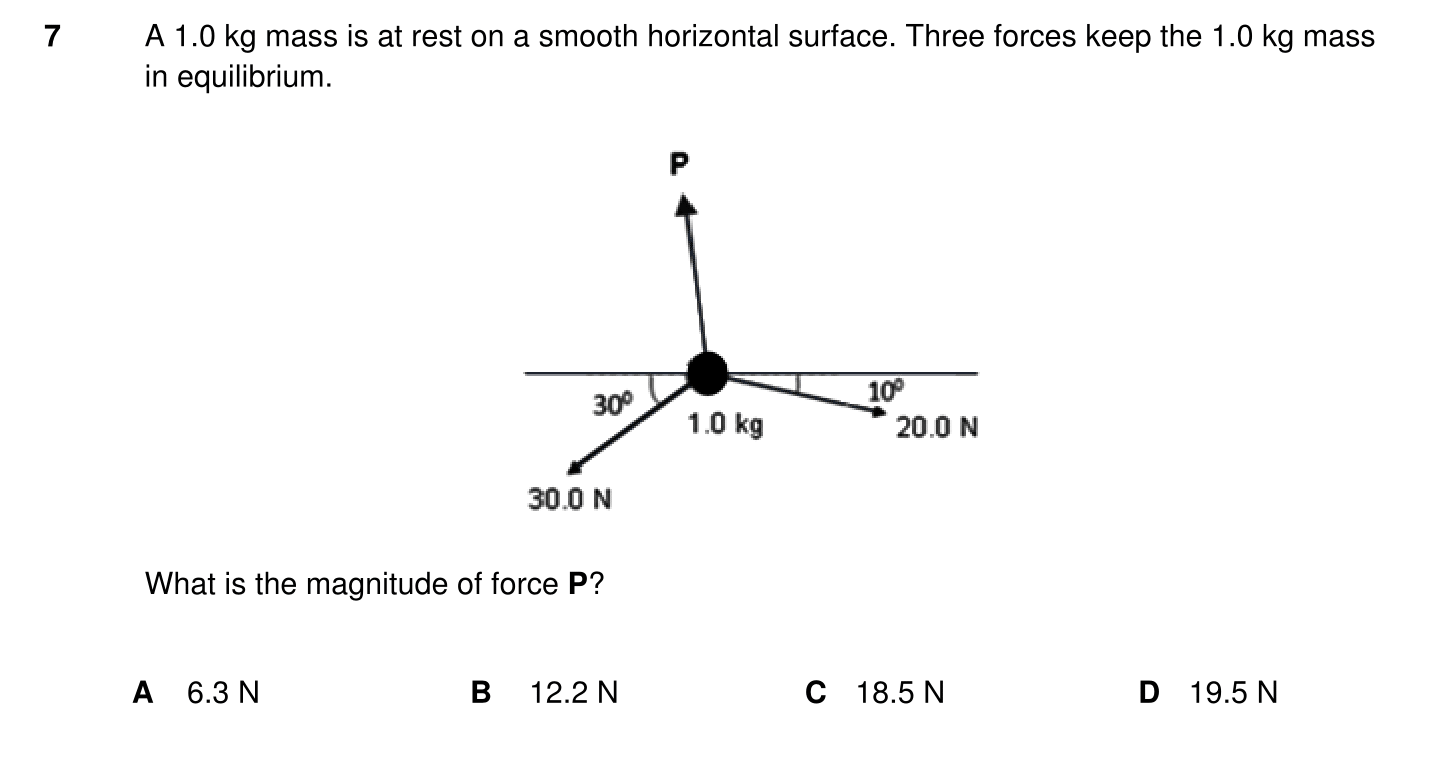 7 A 1.0 kg mass is at rest on a smooth horizontal surface. Three forces keep the 1.0 kg mass
in equilibrium.
P
30⁰
10⁰
1.0 kg
20.0 N
30.0 N
What is the magnitude of force P?
A 6.3 N B 12.2 N C 18.5 N D 19.5 N